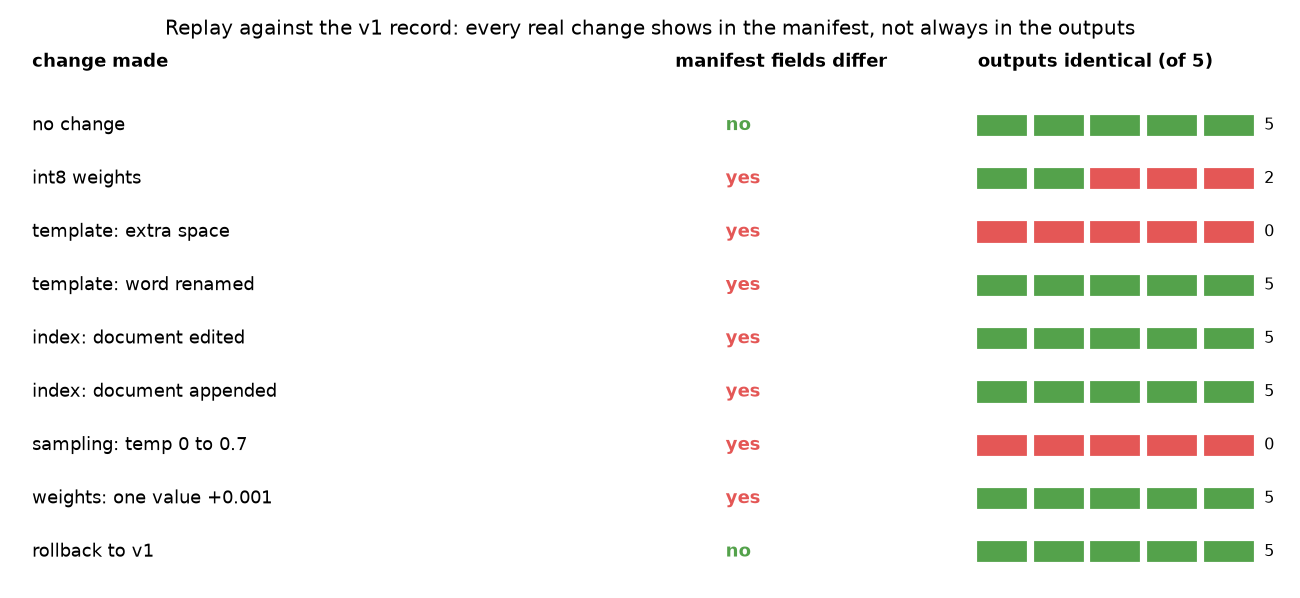 Replay against the v1 record: every real change shows in the manifest, not always in the outputs
change made manifest fields differ outputs identical (of 5)
no change no 5
int8 weights yes 2
template: extra space yes 0
template: word renamed yes 5
index: document edited yes 5
index: document appended yes 5
sampling: temp 0 to 0.7 yes 0
weights: one value +0.001 yes 5
rollback to v1 no 5